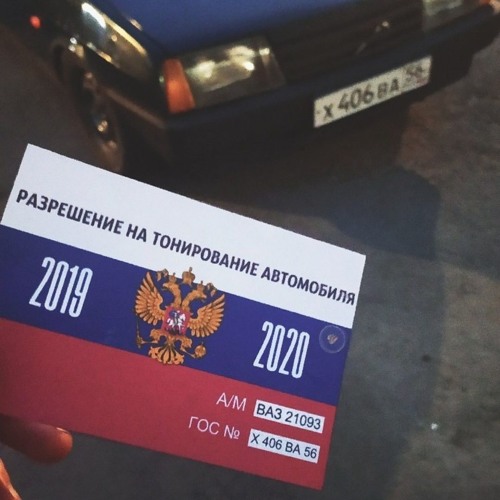 Х 406 ВА 56
РАЗРЕШЕНИЕ НА ТОНИРОВАНИЕ АВТОМОБИЛЯ
2019
2020
А/М ВАЗ 21093
ГОС № Х 406 ВА 56